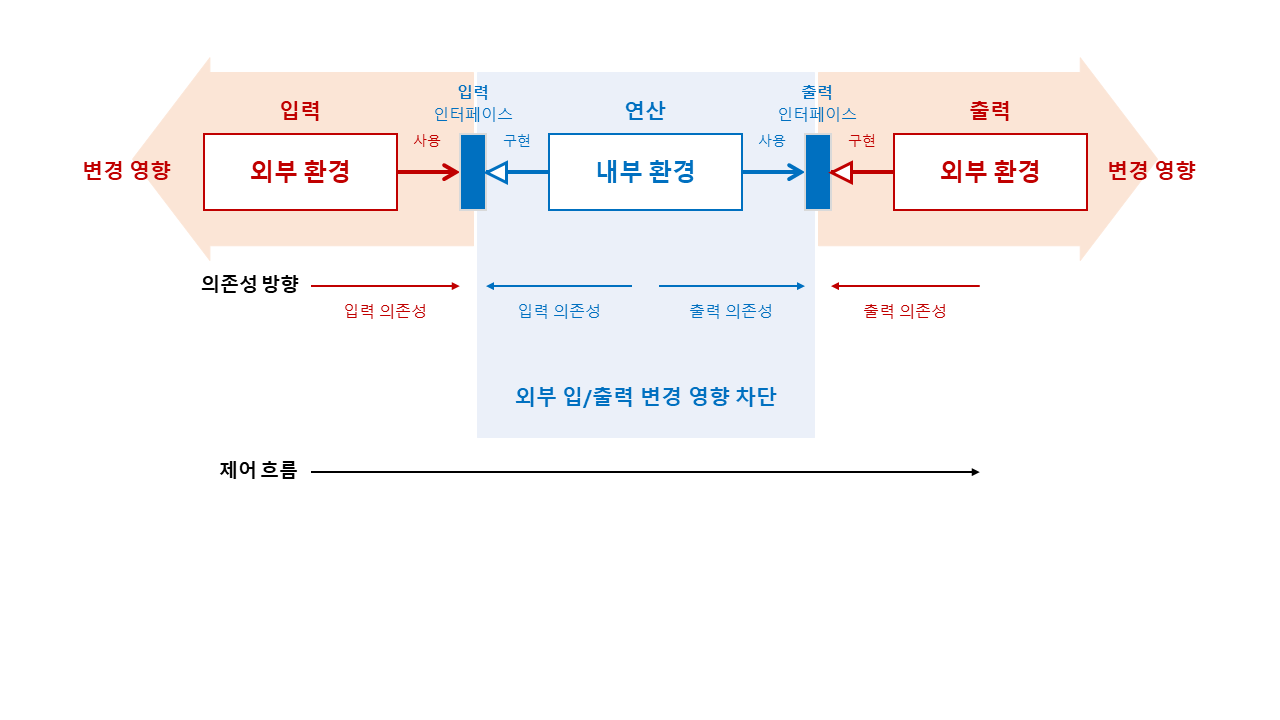 입력
인터페이스
출력
인터페이스
입력
연산
출력
사용
구현
사용
구현
변경 영향
외부 환경
내부 환경
외부 환경
변경 영향
의존성 방향
입력 의존성
입력 의존성
출력 의존성
출력 의존성
외부 입/출력 변경 영향 차단
제어 흐름